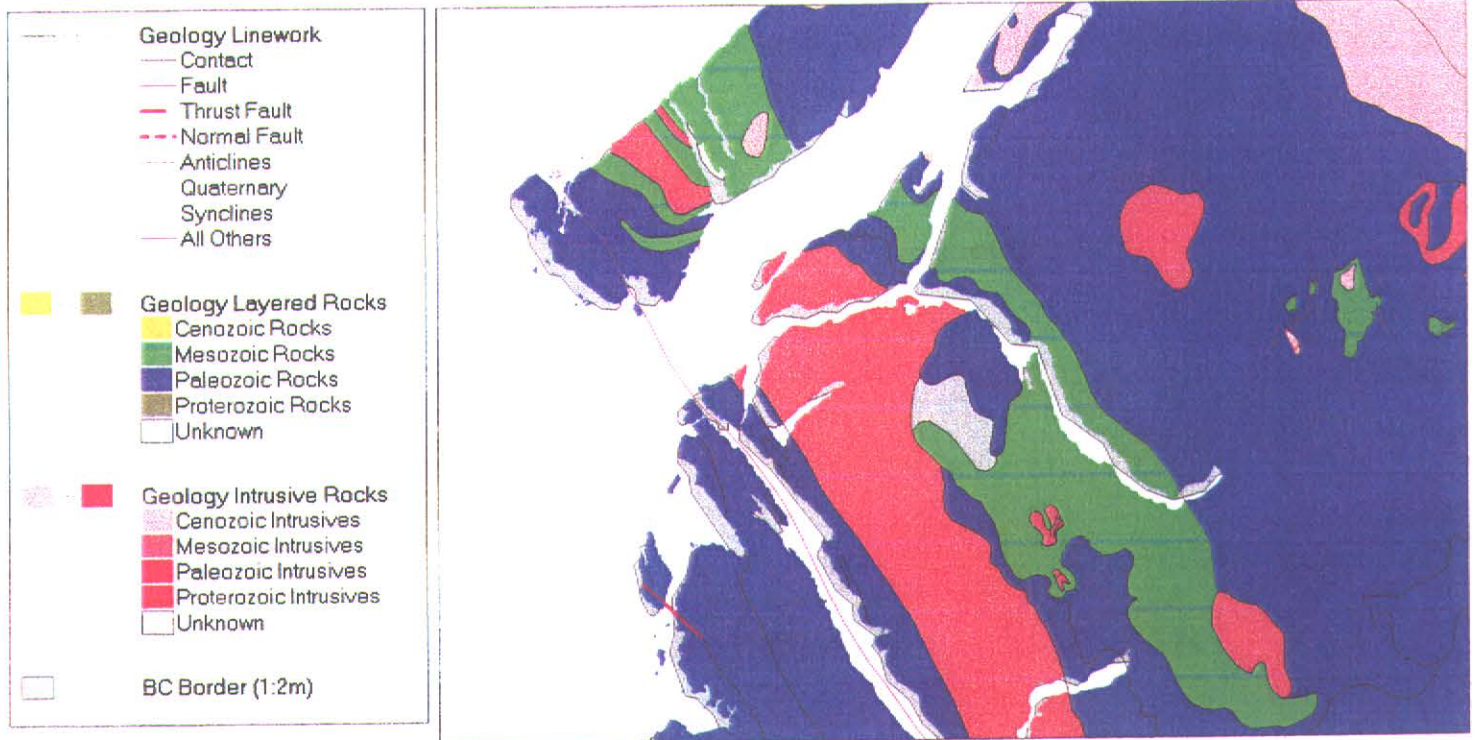 Geology Linework
Contact
Fault
Thrust Fault
Normal Fault
Anticlines
Quaternary
Synclines
All Others
Geology Layered Rocks
Cenozoic Rocks
Mesozoic Rocks
Paleozoic Rocks
Proterozoic Rocks
Unknown
Geology Intrusive Rocks
Cenozoic Intrusives
Mesozoic Intrusives
Paleozoic Intrusives
Proterozoic Intrusives
Unknown
BC Border (1:2m)